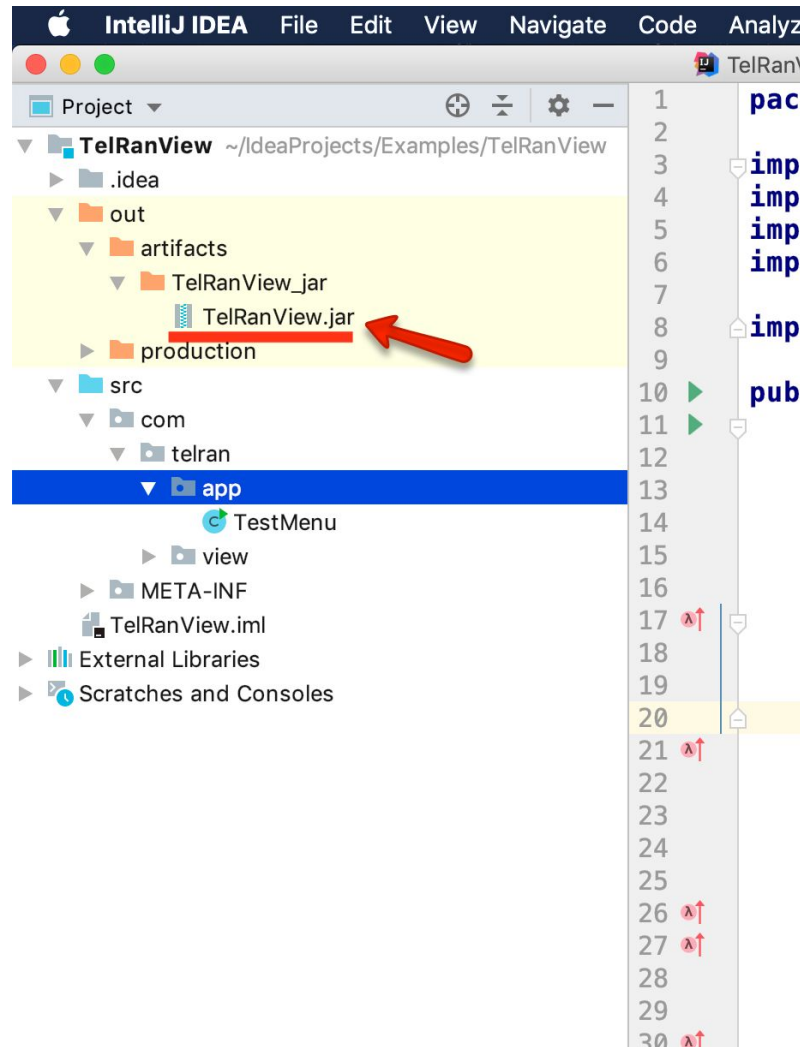 IntelliJ IDEA File Edit View Navigate Code Analyz
IJ TelRanV
Project
TelRanView ~/IdeaProjects/Examples/TelRanView
.idea
out
artifacts
TelRanView_jar
TelRanView.jar
production
src
com
telran
app
C TestMenu
view
META-INF
TelRanView.iml
External Libraries
Scratches and Consoles
1 pac
2
3 imp
4 imp
5 imp
6 imp
7
8 imp
9
10 pub
11
12
13
14
15
16
17 λ
18
19
20
21 λ
22
23
24
25
26 λ
27 λ
28
29
30 λ